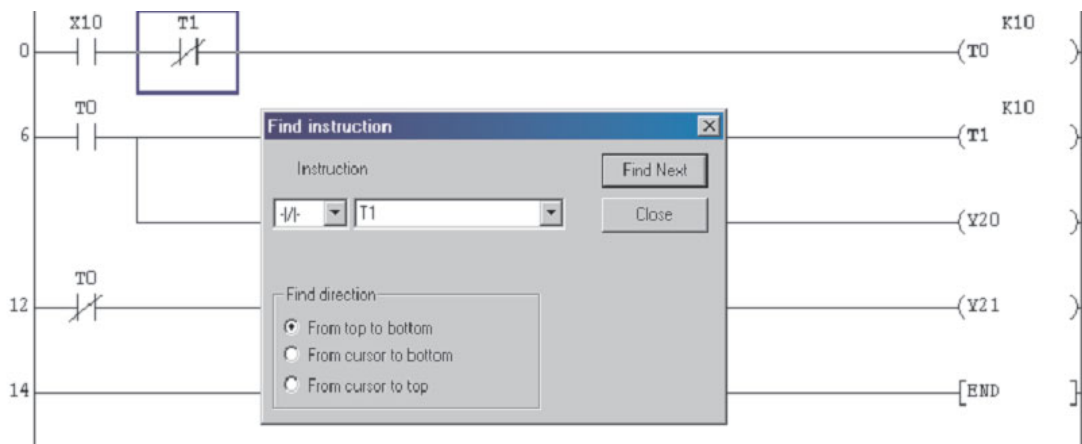 X10 T1 K10
0 (T0 )
T0 K10
6 (T1 )
Find instruction
Instruction
Find Next
-|/|- T1
Close
(Y20 )
T0
Find direction
12 (Y21 )
From top to bottom
From cursor to bottom
From cursor to top
14 [END ]